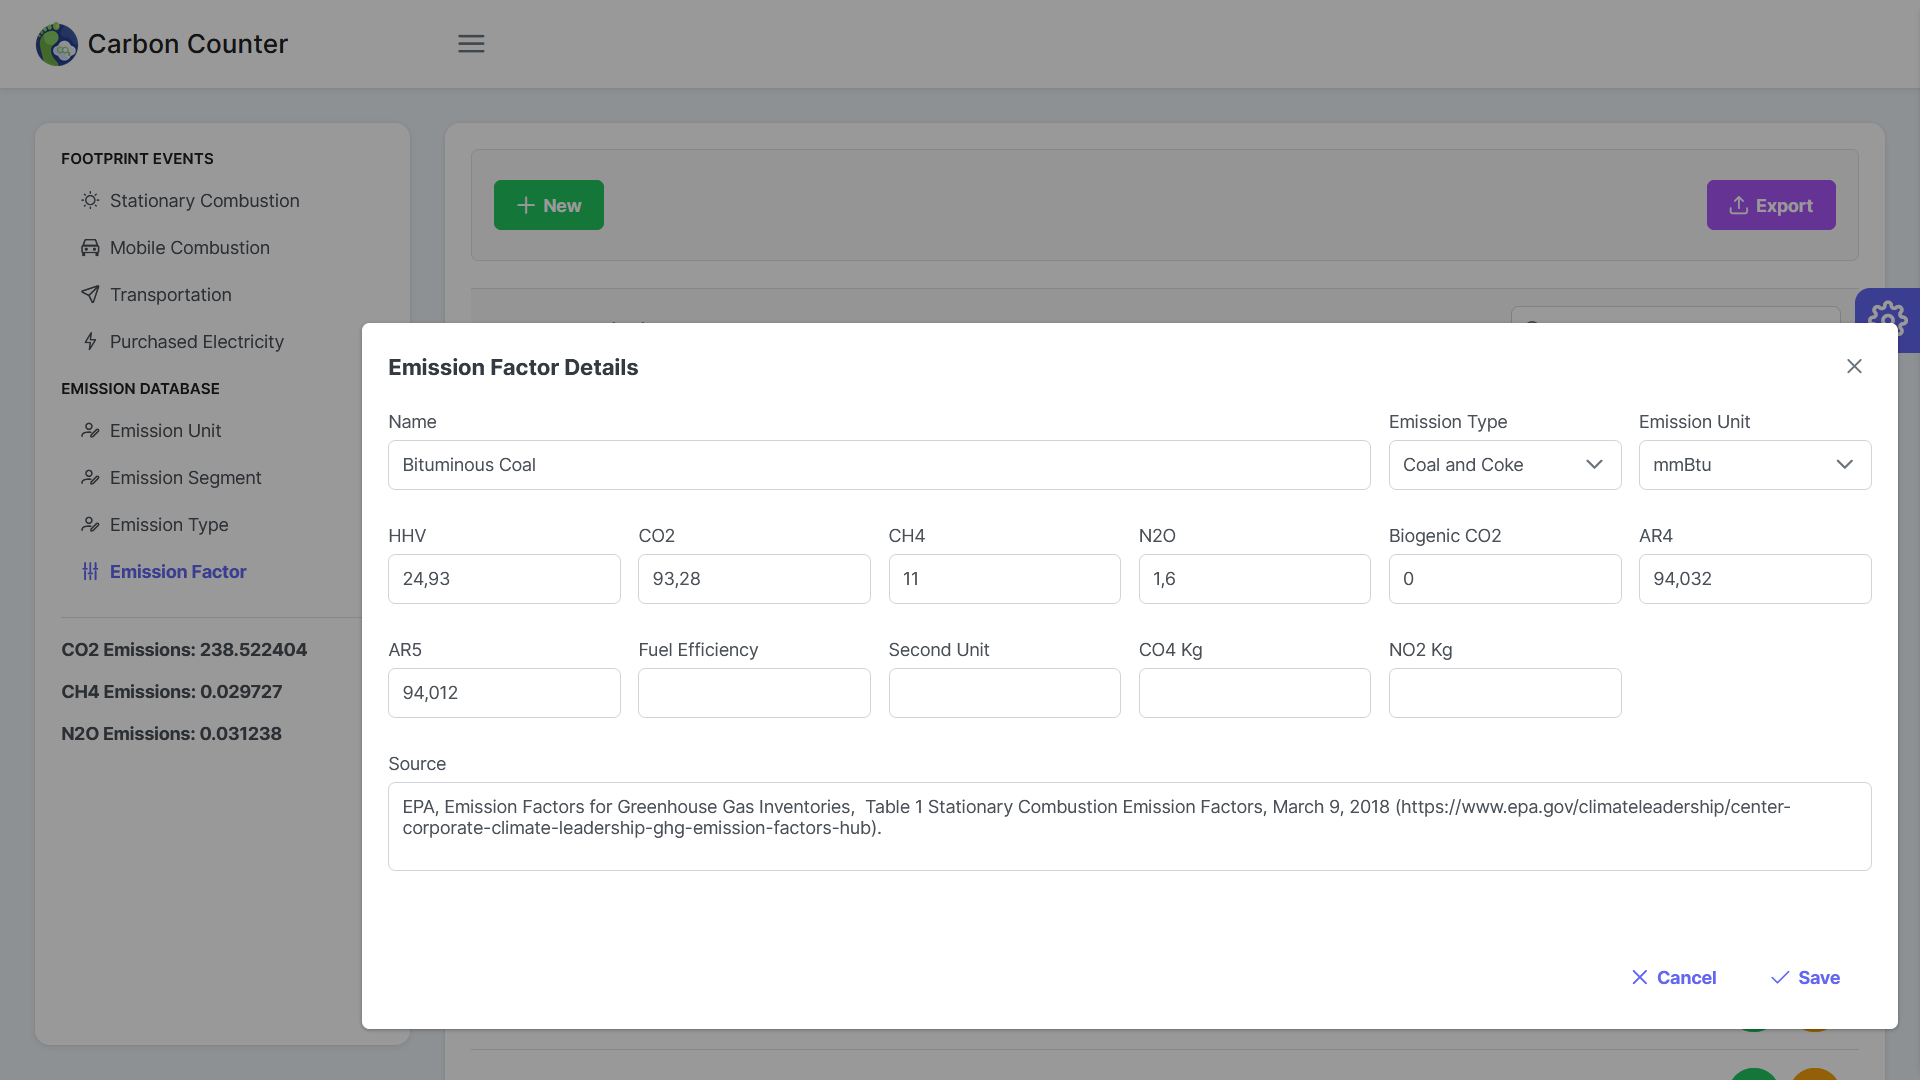 Carbon Counter
FOOTPRINT EVENTS
Stationary Combustion
Mobile Combustion
Transportation
Purchased Electricity
EMISSION DATABASE
Emission Unit
Emission Segment
Emission Type
Emission Factor
CO2 Emissions: 238.522404
CH4 Emissions: 0.029727
N2O Emissions: 0.031238
New
Export
Emission Factor Details
Name
Emission Type
Emission Unit
Bituminous Coal
Coal and Coke
mmBtu
HHV
CO2
CH4
N2O
Biogenic CO2
AR4
24,93
93,28
11
1,6
0
94,032
AR5
Fuel Efficiency
Second Unit
CO4 Kg
NO2 Kg
94,012
Source
EPA, Emission Factors for Greenhouse Gas Inventories,  Table 1 Stationary Combustion Emission Factors, March 9, 2018 (https://www.epa.gov/climateleadership/center-
corporate-climate-leadership-ghg-emission-factors-hub).
Cancel
Save